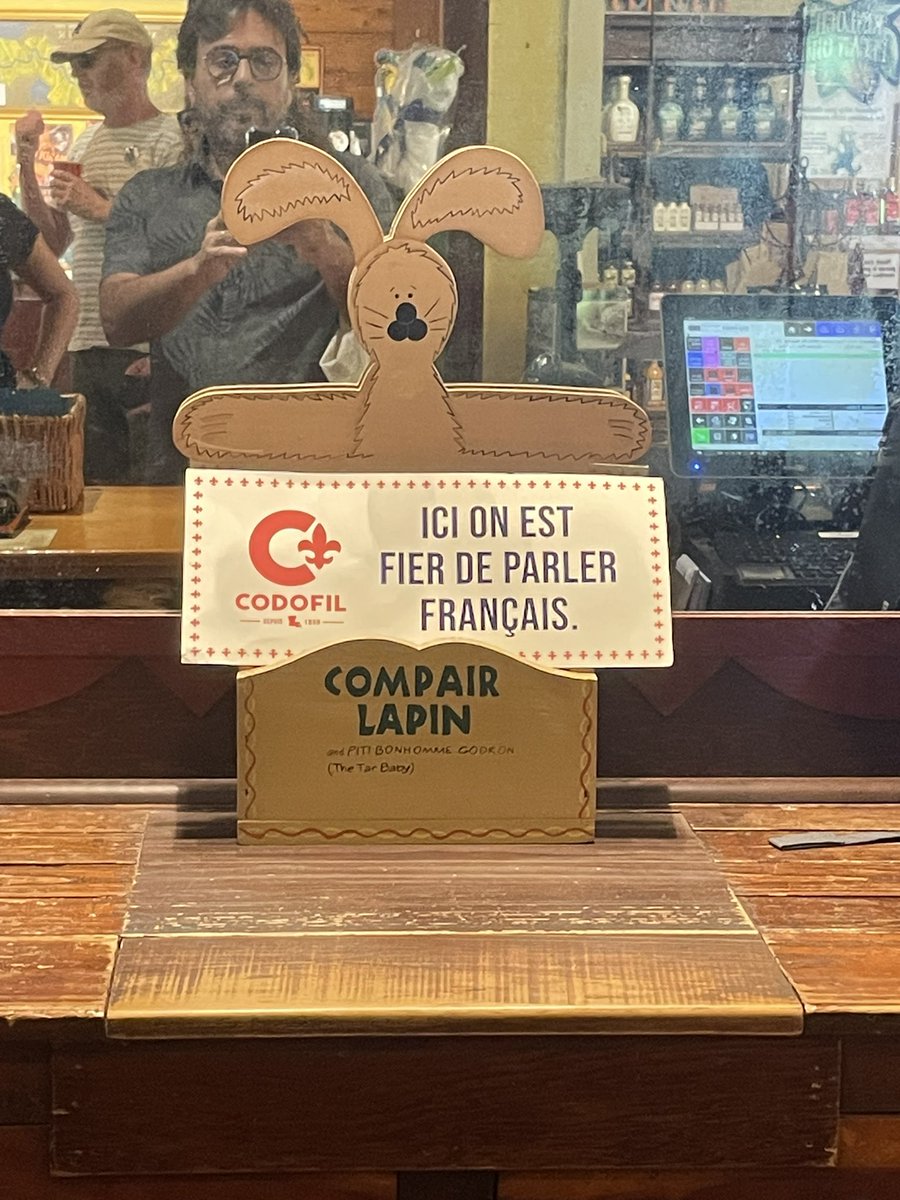 CODOFIL
DEPUIS 1968
ICI ON EST
FIER DE PARLER
FRANÇAIS.
COMPAIR
LAPIN
and PITI BONHOMME GODRON
(The Tar Baby)